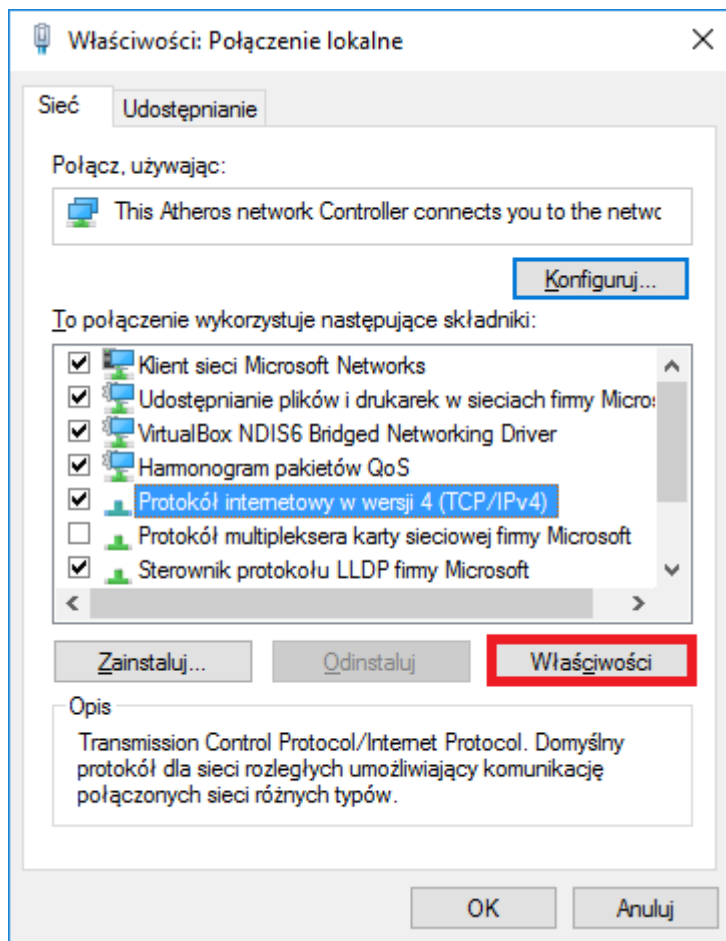 Właściwości: Połączenie lokalne
Sieć
Udostępnianie
Połącz, używając:
This Atheros network Controller connects you to the netwo
Konfiguruj...
To połączenie wykorzystuje następujące składniki:
Klient sieci Microsoft Networks
Udostępnianie plików i drukarek w sieciach firmy Micros
VirtualBox NDIS6 Bridged Networking Driver
Harmonogram pakietów QoS
Protokół internetowy w wersji 4 (TCP/IPv4)
Protokół multipleksera karty sieciowej firmy Microsoft
Sterownik protokołu LLDP firmy Microsoft
Zainstaluj...
Odinstaluj
Właściwości
Opis
Transmission Control Protocol/Internet Protocol. Domyślny
protokół dla sieci rozległych umożliwiający komunikację
połączonych sieci różnych typów.
OK
Anuluj